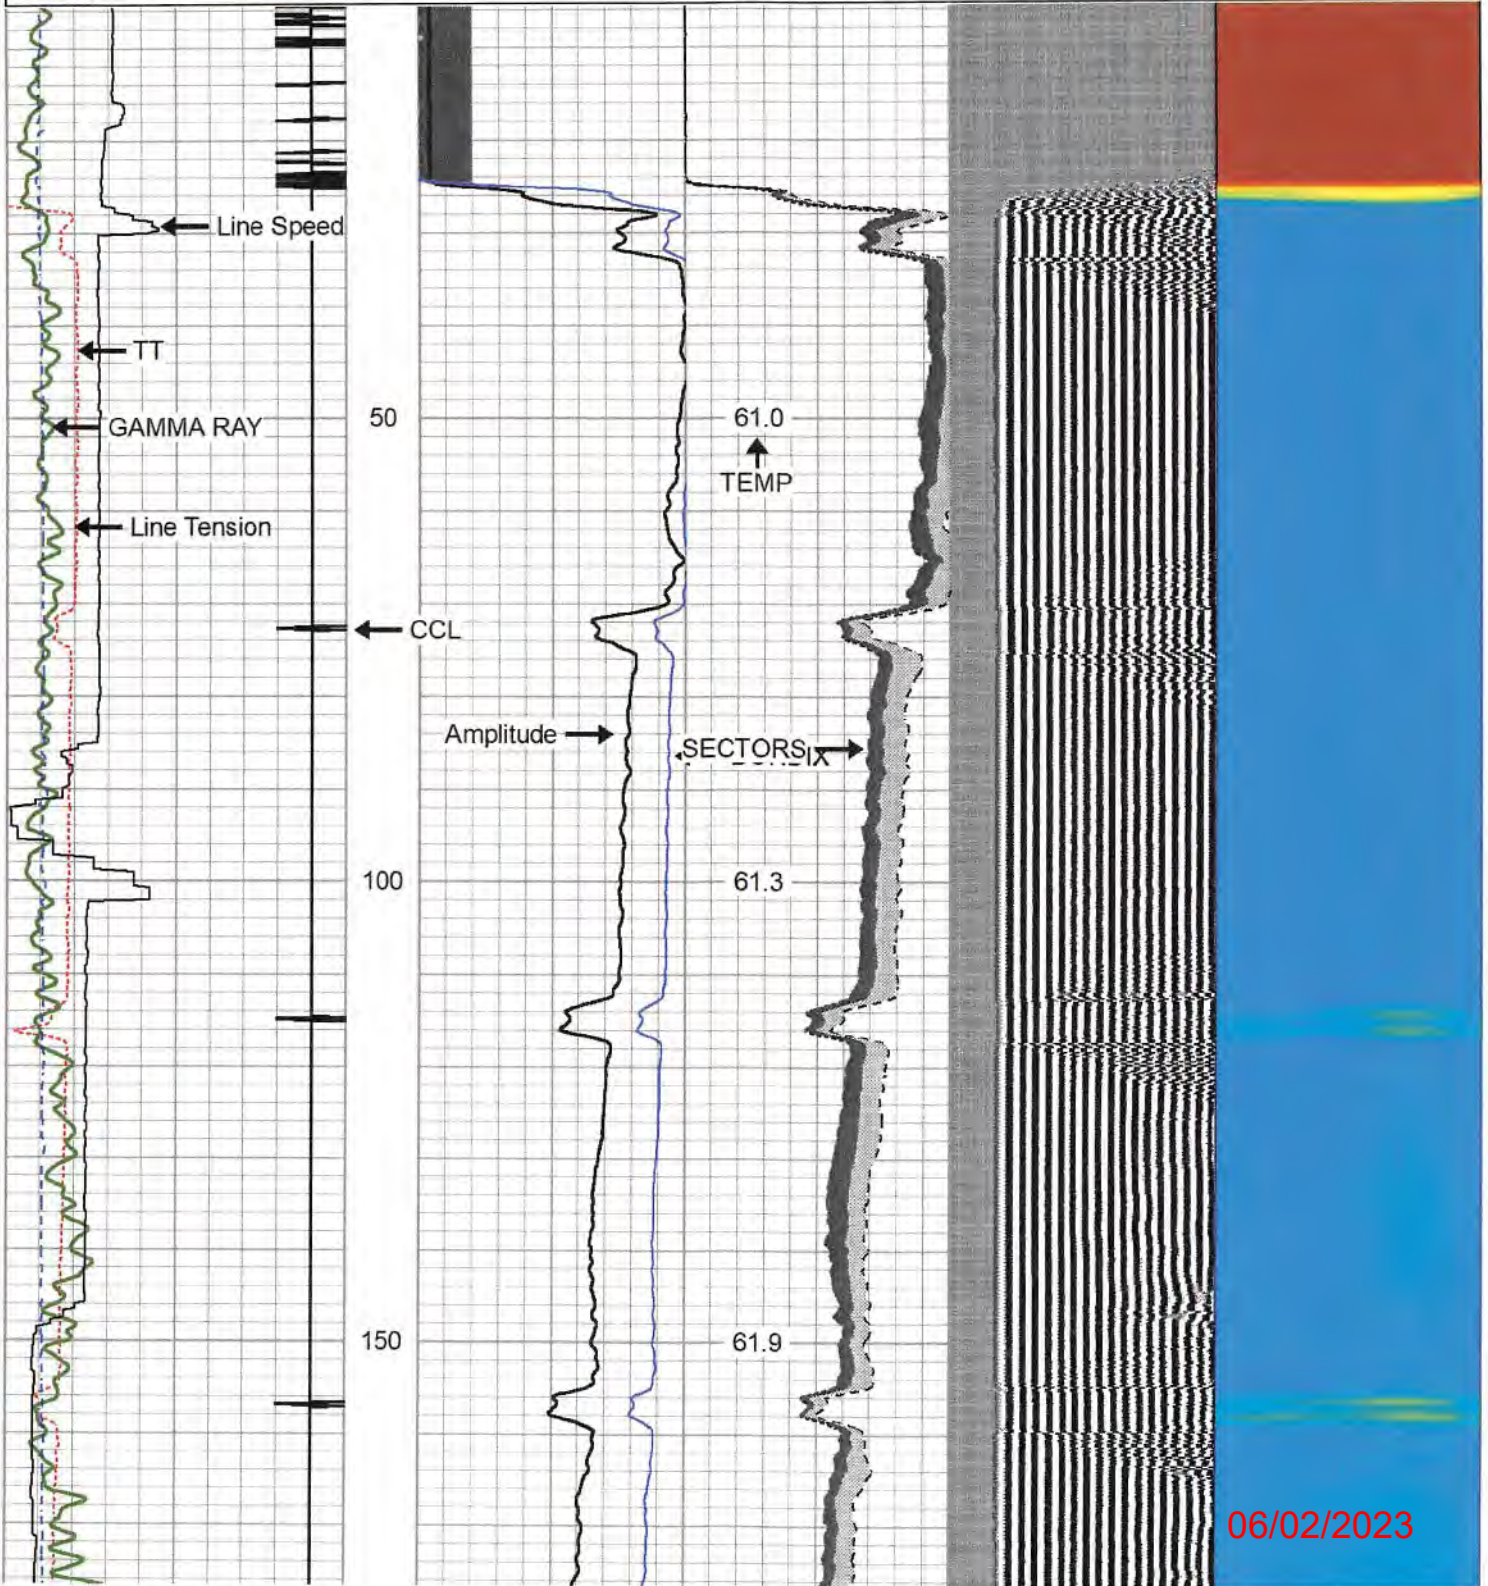 Line Speed
TT
50
61.0
GAMMA RAY
TEMP
Line Tension
CCL
Amplitude
SECTORS
100
61.3
150
61.9
06/02/2023